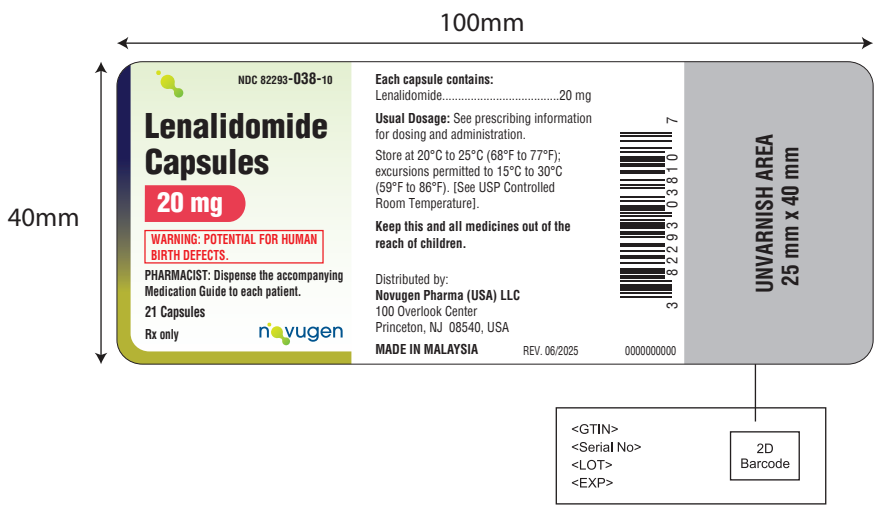 100mm
40mm
NDC 82293-038-10
Lenalidomide
Capsules
20 mg
WARNING: POTENTIAL FOR HUMAN
BIRTH DEFECTS.
PHARMACIST: Dispense the accompanying
Medication Guide to each patient.
21 Capsules
Rx only
novugen
Each capsule contains:
Lenalidomide.....................................20 mg
Usual Dosage: See prescribing information
for dosing and administration.
Store at 20°C to 25°C (68°F to 77°F);
excursions permitted to 15°C to 30°C
(59°F to 86°F). [See USP Controlled
Room Temperature].
Keep this and all medicines out of the
reach of children.
Distributed by:
Novugen Pharma (USA) LLC
100 Overlook Center
Princeton, NJ 08540, USA
MADE IN MALAYSIA REV. 06/2025 0000000000
3 82293 03810 7
UNVARNISH AREA
25 mm x 40 mm
<GTIN>
<Serial No>
<LOT>
<EXP>
2D
Barcode